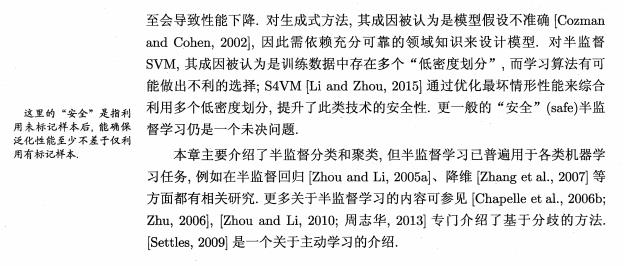 至会导致性能下降. 对生成式方法, 其成因被认为是模型假设不准确 [Cozman
and Cohen, 2002], 因此需依赖充分可靠的领域知识来设计模型. 对半监督
SVM, 其成因被认为是训练数据中存在多个“低密度划分”, 而学习算法有可
能做出不利的选择; S4VM [Li and Zhou, 2015] 通过优化最坏情形性能来综合
利用多个低密度划分, 提升了此类技术的安全性. 更一般的“安全”(safe)半监
督学习仍是一个未决问题.
这里的“安全”是指利
用未标记样本后, 能确保
泛化性能至少不差于仅利
用有标记样本.
本章主要介绍了半监督分类和聚类, 但半监督学习已普遍用于各类机器学
习任务, 例如在半监督回归 [Zhou and Li, 2005a]、降维 [Zhang et al., 2007] 等
方面都有相关研究. 更多关于半监督学习的内容可参见 [Chapelle et al., 2006b;
Zhu, 2006], [Zhou and Li, 2010; 周志华, 2013] 专门介绍了基于分歧的方法.
[Settles, 2009] 是一个关于主动学习的介绍.